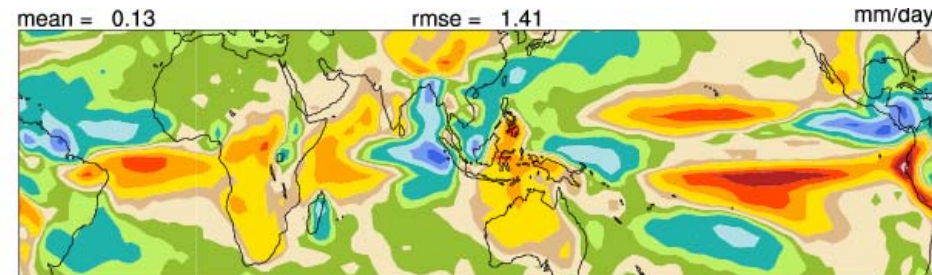 mean = 0.13 rmse = 1.41 mm/day